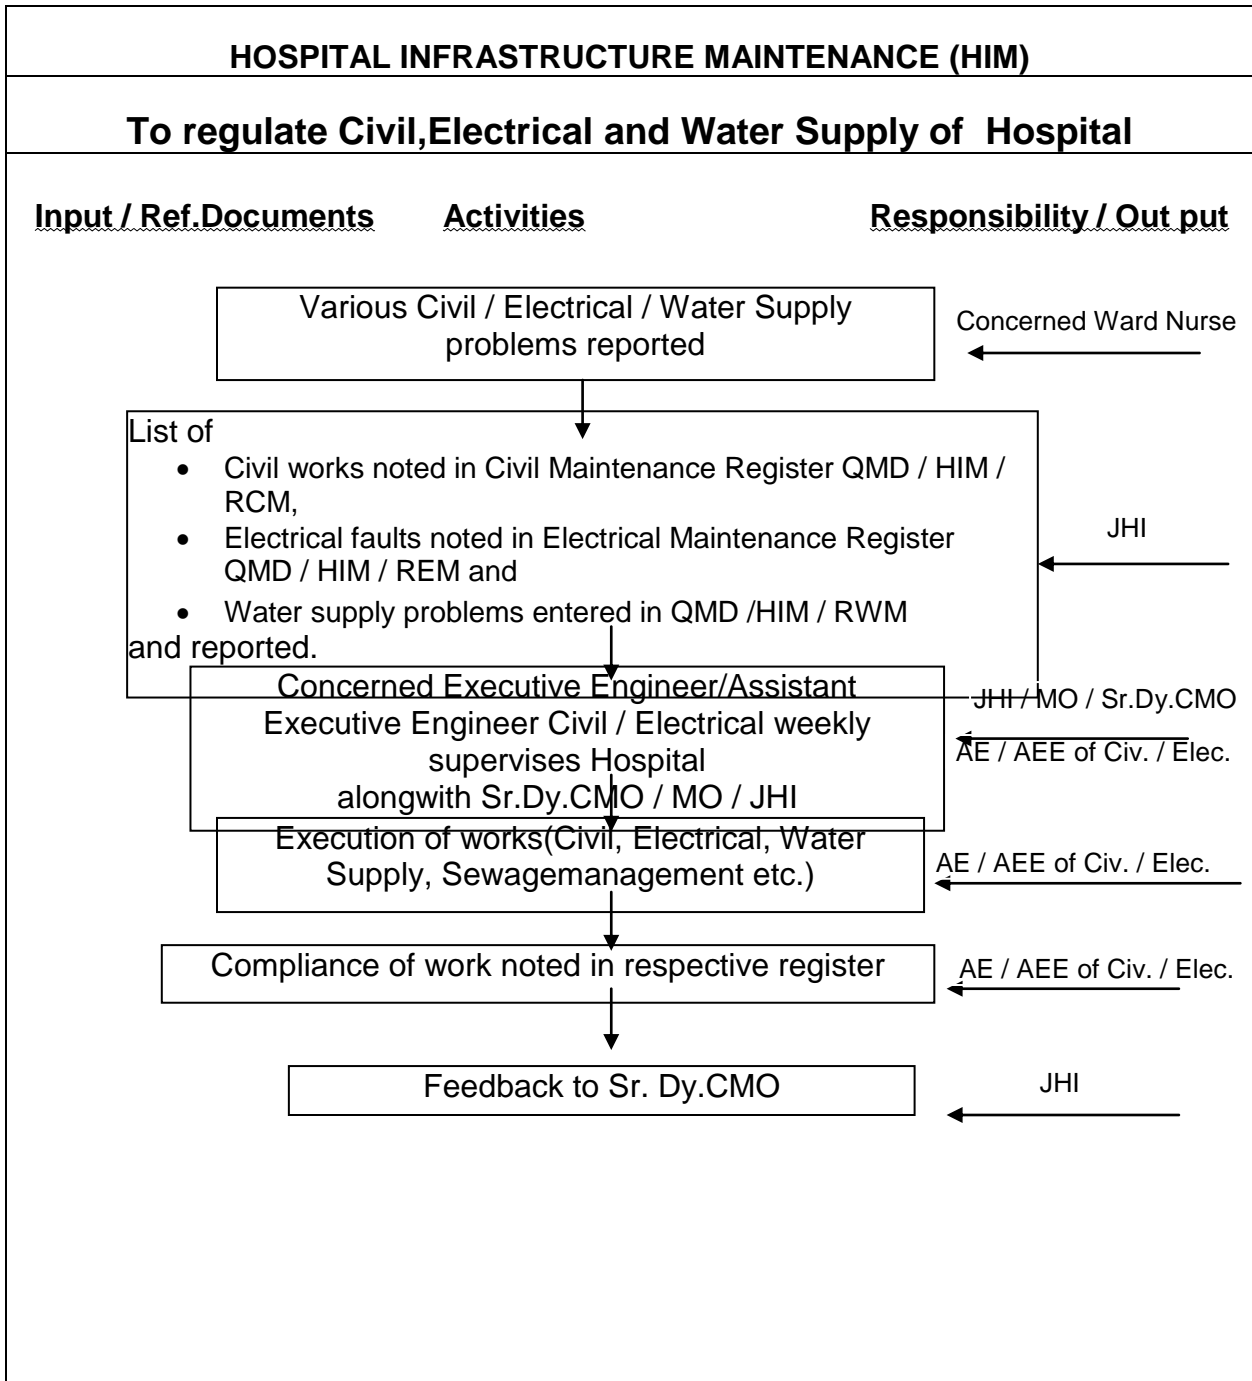 HOSPITAL INFRASTRUCTURE MAINTENANCE (HIM)
To regulate Civil,Electrical and Water Supply of Hospital
Input / Ref.Documents Activities Responsibility / Out put
Various Civil / Electrical / Water Supply
problems reported
Concerned Ward Nurse
List of
• Civil works noted in Civil Maintenance Register QMD / HIM /
RCM,
• Electrical faults noted in Electrical Maintenance Register
QMD / HIM / REM and
• Water supply problems entered in QMD /HIM / RWM
and reported.
JHI
Concerned Executive Engineer/Assistant
Executive Engineer Civil / Electrical weekly
supervises Hospital
alongwith Sr.Dy.CMO / MO / JHI
JHI / MO / Sr.Dy.CMO
AE / AEE of Civ. / Elec.
Execution of works(Civil, Electrical, Water
Supply, Sewagemanagement etc.)
AE / AEE of Civ. / Elec.
Compliance of work noted in respective register
AE / AEE of Civ. / Elec.
Feedback to Sr. Dy.CMO
JHI